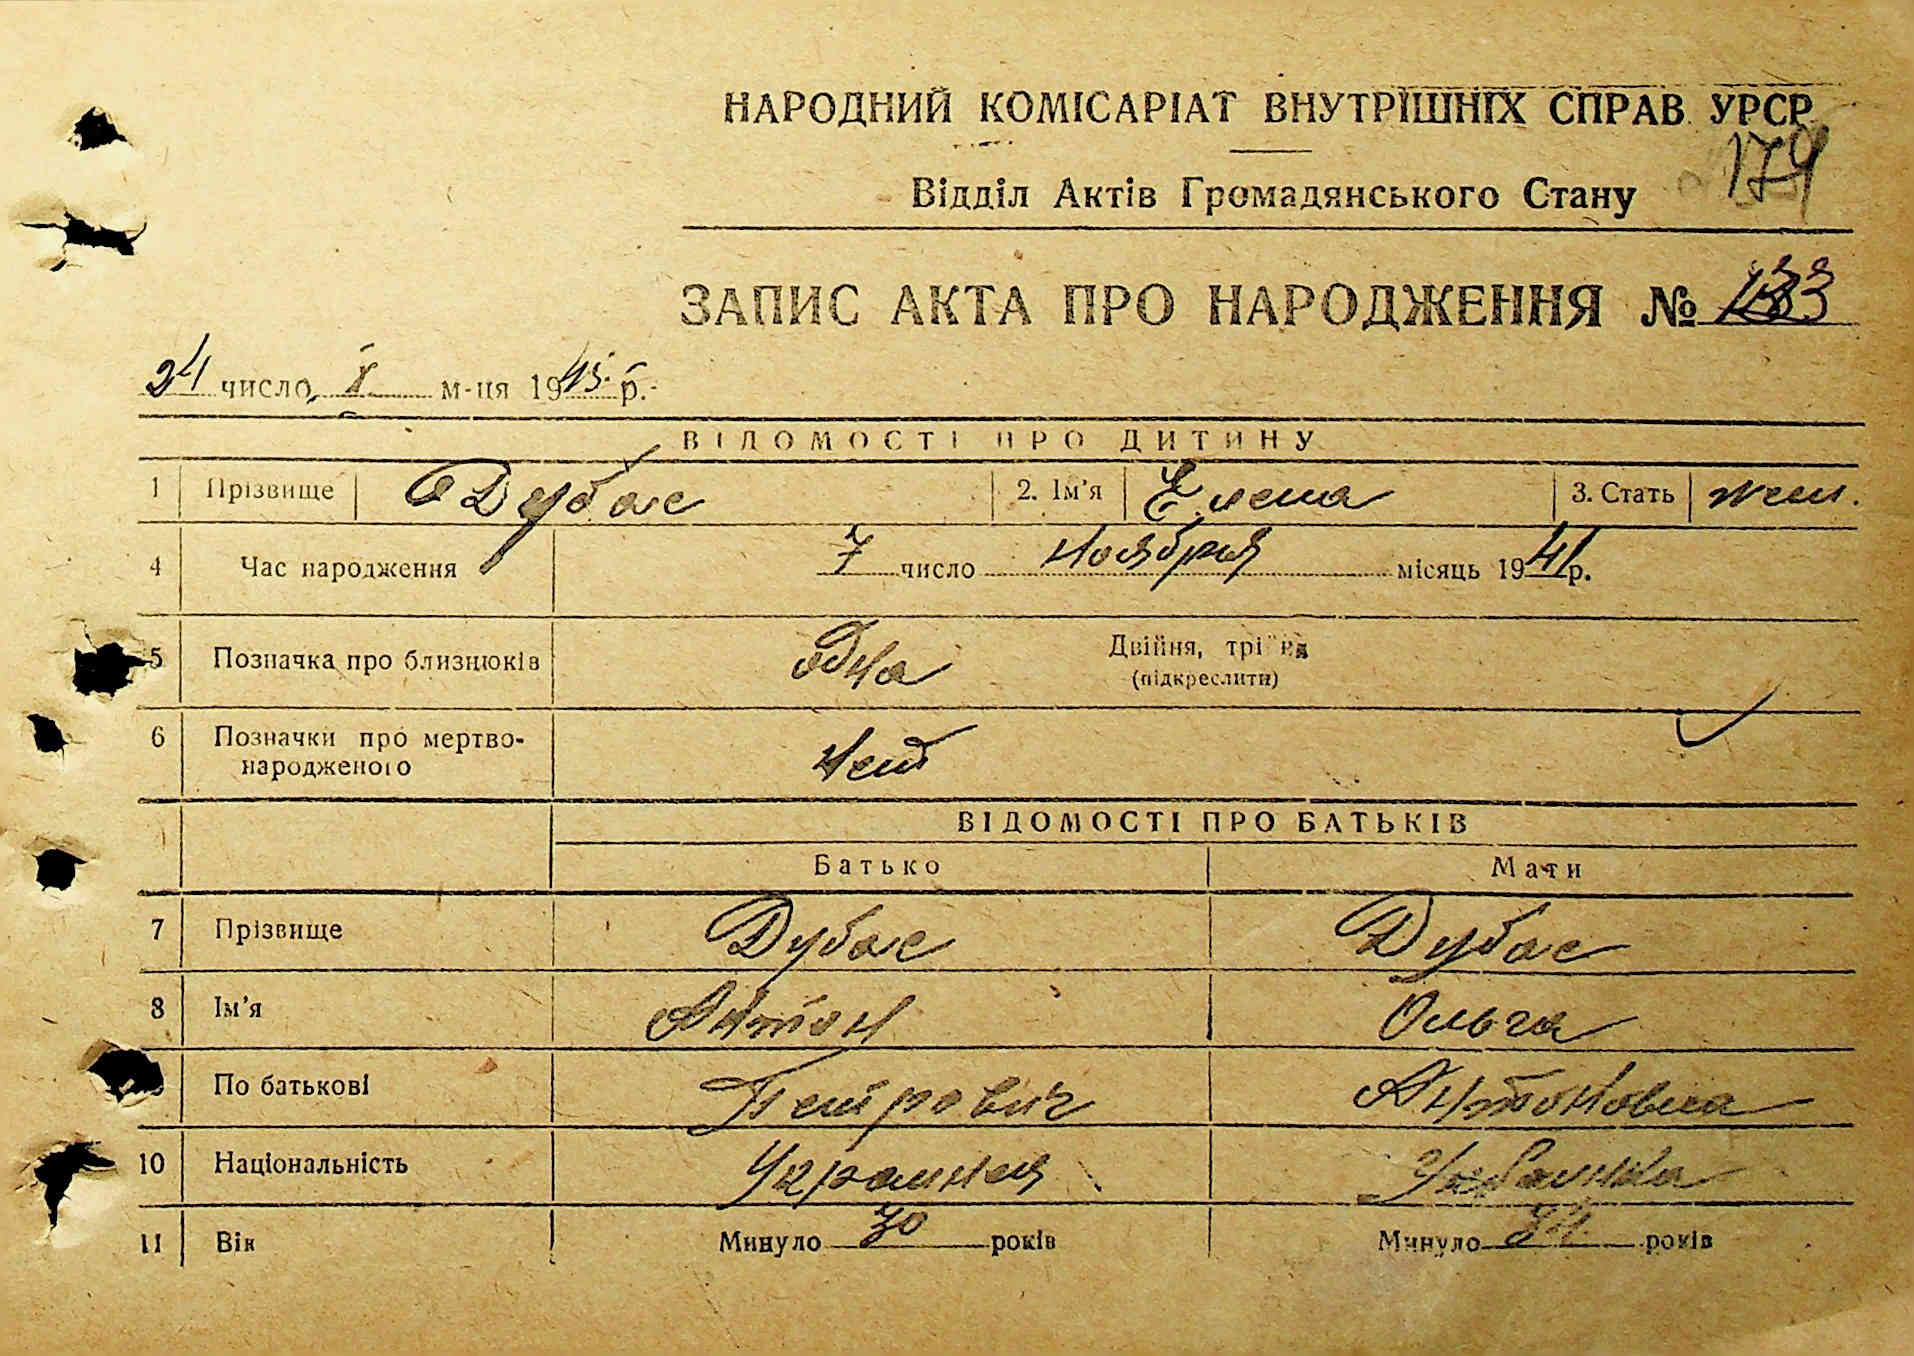 НАРОДНИЙ КОМІСАРІАТ ВНУТРІШНІХ СПРАВ УРСР
179
Відділ Актів Громадянського Стану
ЗАПИС АКТА ПРО НАРОДЖЕННЯ №
24 число X м-ця 1945 р.
ВІДОМОСТІ ПРО ДИТИНУ
1 Прізвище Дубас 2. Ім'я Елена 3. Стать жен.
4 Час народження 7 число ноября місяць 1941 р.
5 Позначка про близнюків одна Двійня, трійня
(підкреслити)
6 Позначки про мертво-
народженого нет
ВІДОМОСТІ ПРО БАТЬКІВ
Батько Мати
7 Прізвище Дубас Дубас
8 Ім'я Антон Ольга
По батькові Петрович Антоновна
10 Національність Украинец Украинка
11 Вік Минуло 30 років Минуло років